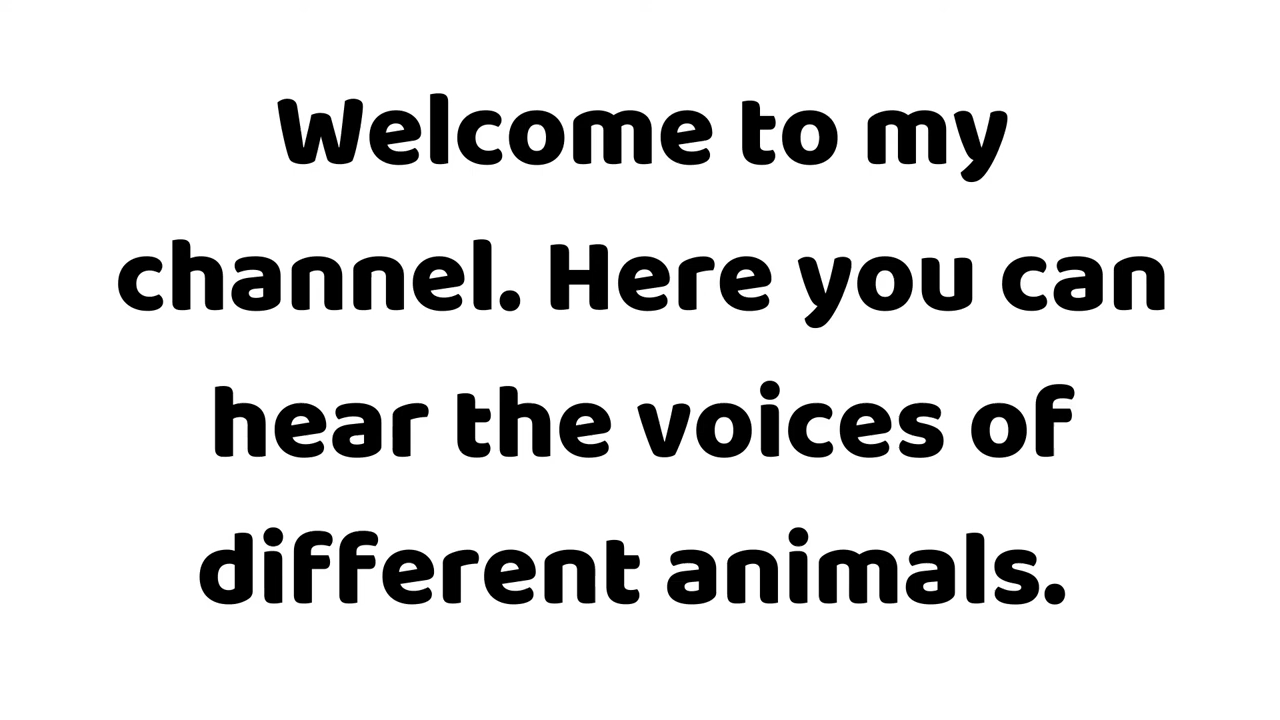 Welcome to my
channel. Here you can
hear the voices of
different animals.